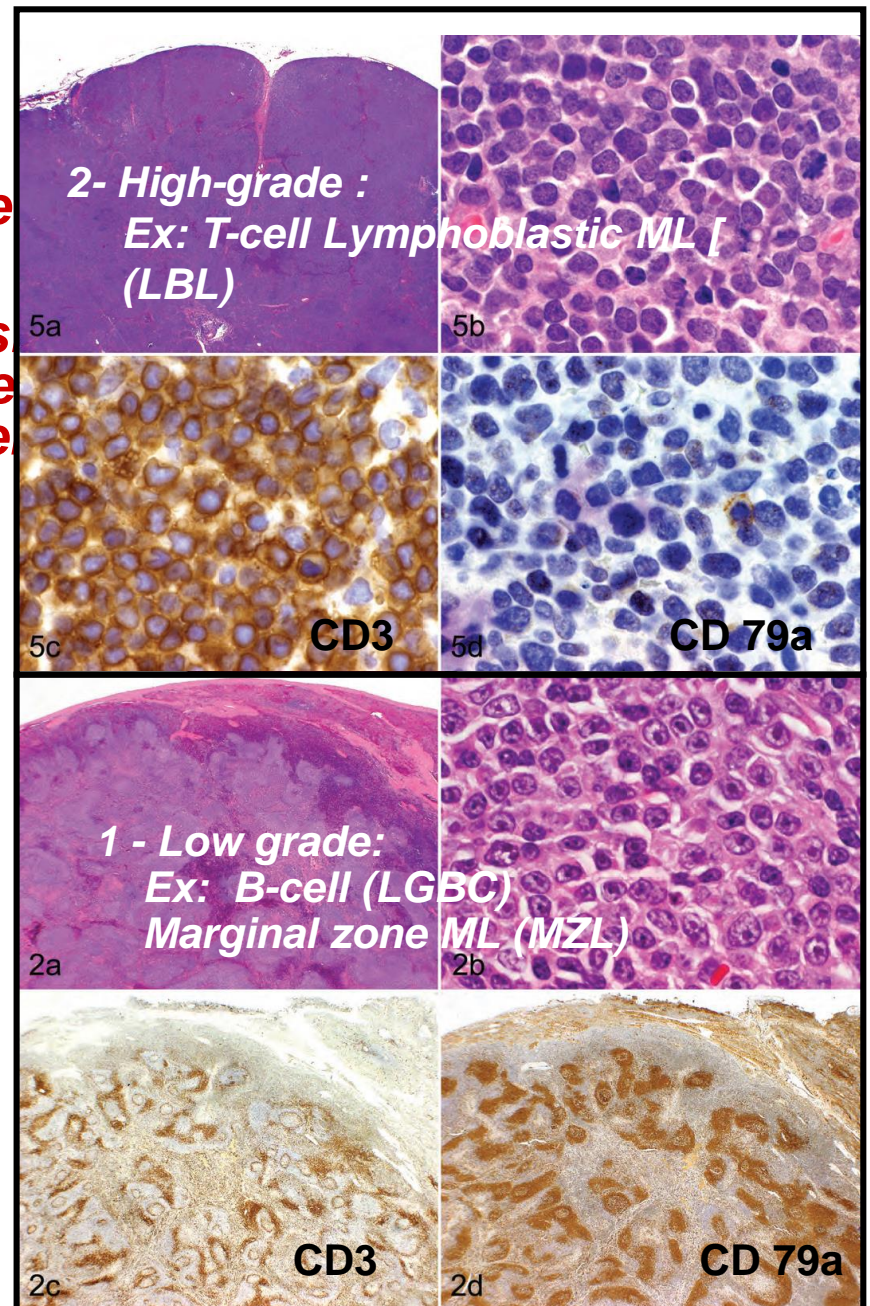 2- High-grade :
Ex: T-cell Lymphoblastic ML [
(LBL)
5a
5b
CD3
5c
CD 79a
5d
1 - Low grade:
Ex: B-cell (LGBC)
Marginal zone ML (MZL)
2a
2b
CD3
2c
CD 79a
2d